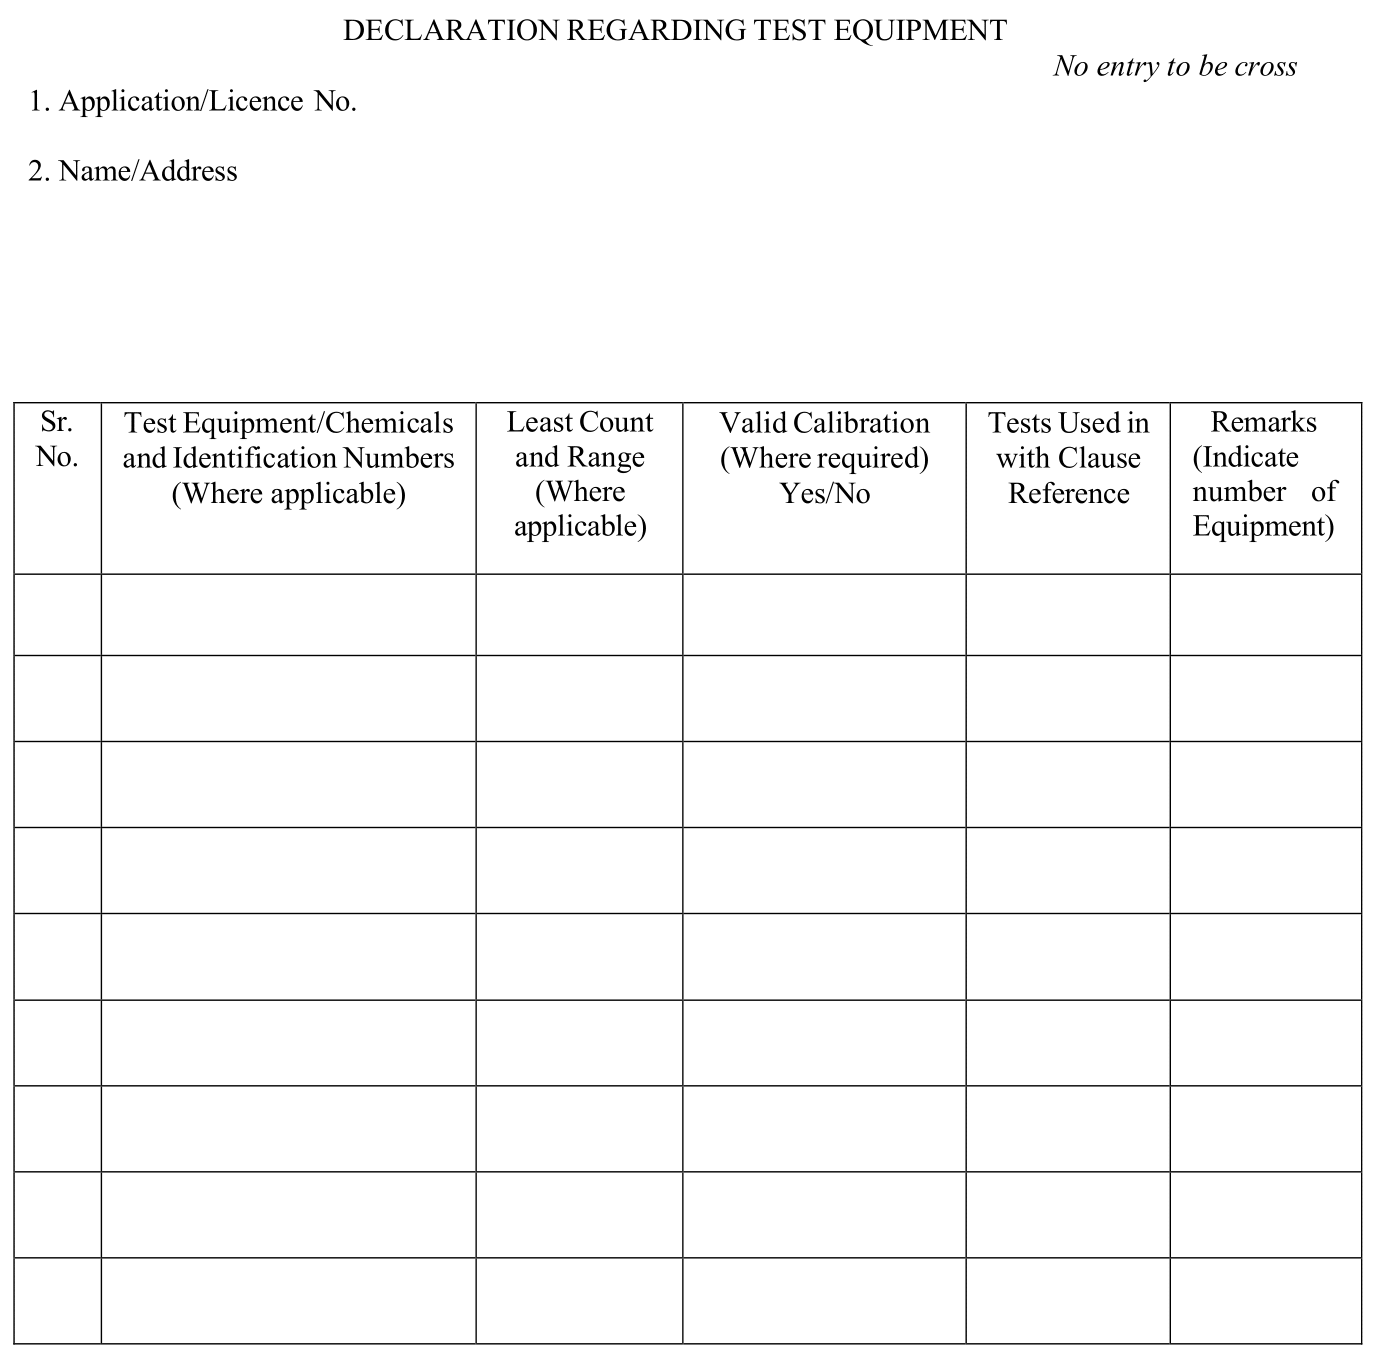 DECLARATION REGARDING TEST EQUIPMENT
No entry to be cross
1. Application/Licence No.
2. Name/Address
Sr.
No.
Test Equipment/Chemicals
and Identification Numbers
(Where applicable)
Least Count
and Range
(Where
applicable)
Valid Calibration
(Where required)
Yes/No
Tests Used in
with Clause
Reference
Remarks
(Indicate
number of
Equipment)